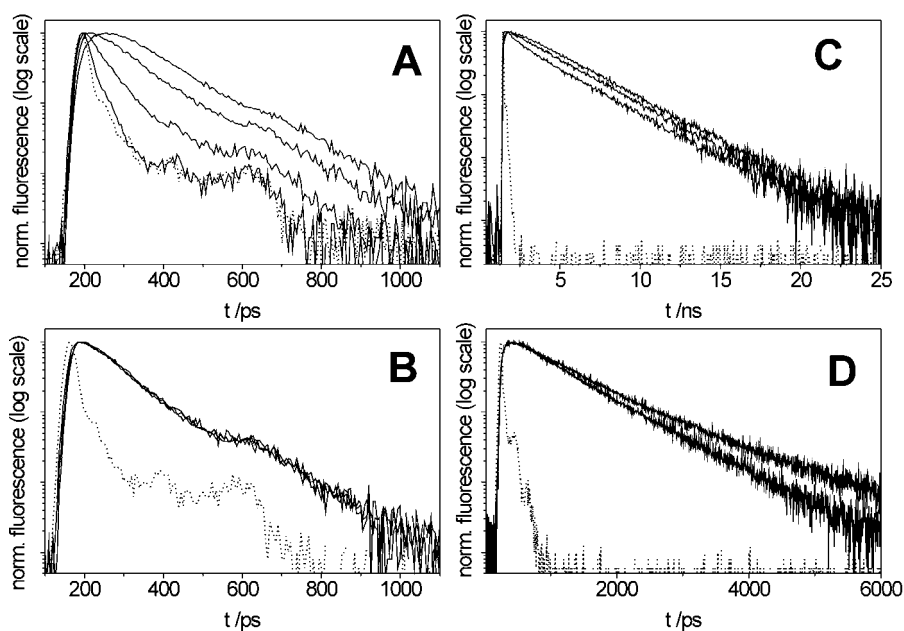 norm. fluorescence (log scale)
A
200 400 600 800 1000
t /ps
norm. fluorescence (log scale)
C
5 10 15 20 25
t /ns
norm. fluorescence (log scale)
B
200 400 600 800 1000
t /ps
norm. fluorescence (log scale)
D
2000 4000 6000
t /ps